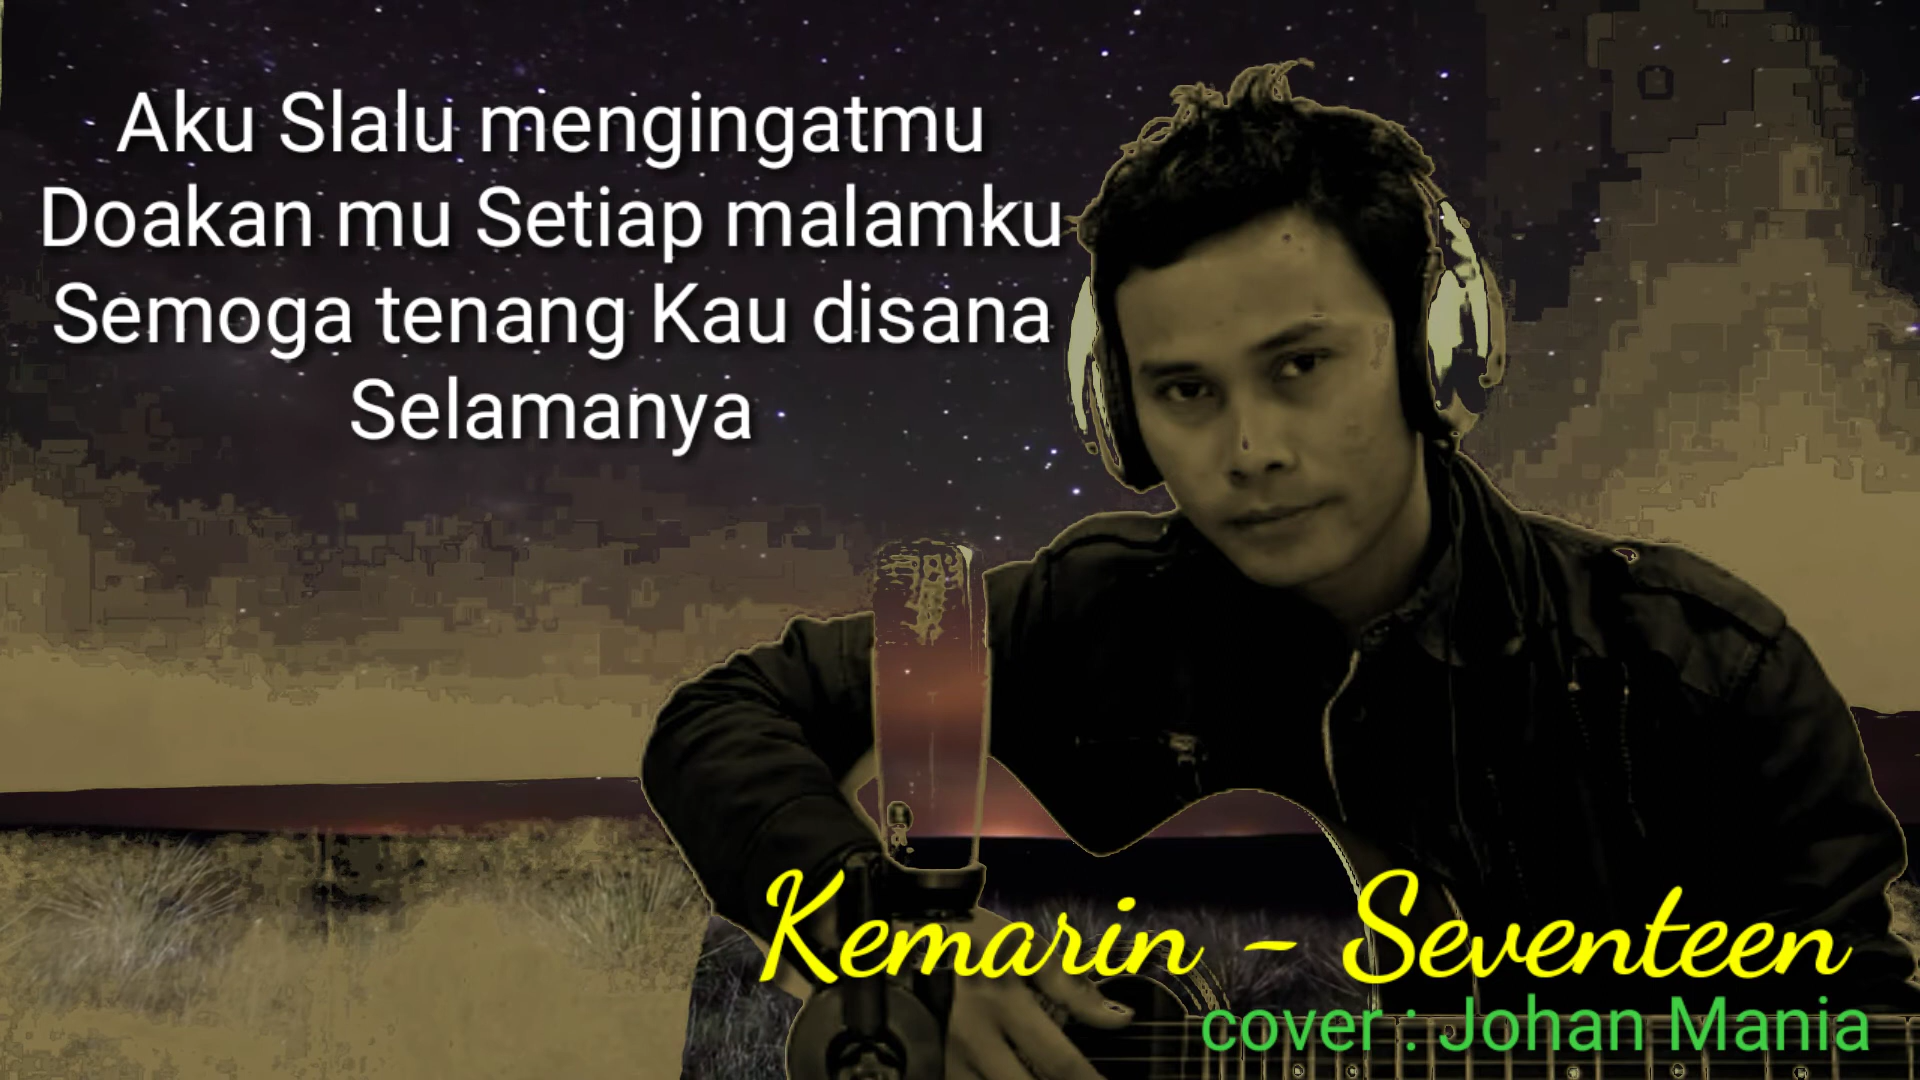 Aku Slalu mengingatmu
Doakan mu Setiap malamku
Semoga tenang Kau disana
Selamanya
Kemarin - Seventeen
cover : Johan Mania